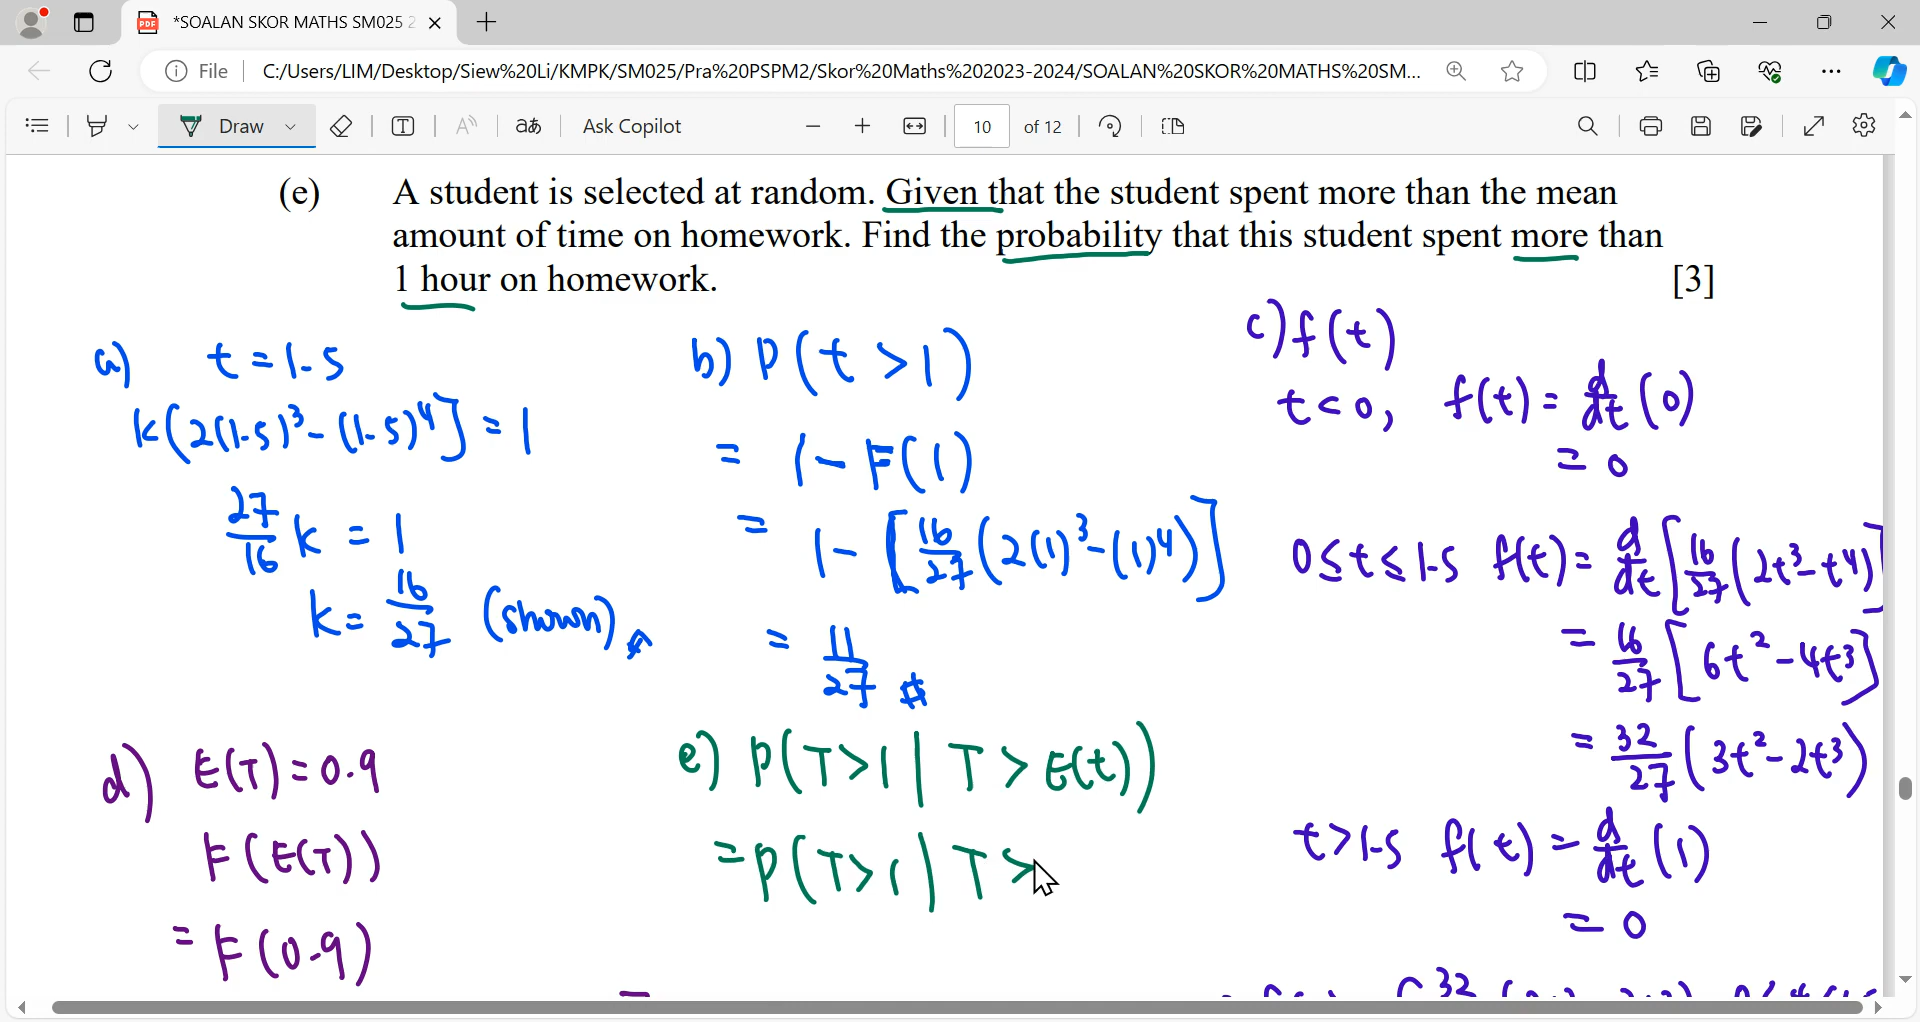 *SOALAN SKOR MATHS SM025 2
File C:/Users/LIM/Desktop/Siew%20Li/KMPK/SM025/Pra%20PSPM2/Skor%20Maths%202023-2024/SOALAN%20SKOR%20MATHS%20SM...
Draw Ask Copilot 10 of 12
(e) A student is selected at random. Given that the student spent more than the mean
amount of time on homework. Find the probability that this student spent more than
1 hour on homework. [3]
a) t = 1.5
k(2(1.5)³-(1.5)⁴] = 1
27/16 k = 1
k = 16/27 (shown)
b) P(t > 1)
= 1 - F(1)
= 1 - [16/27 (2(1)³-(1)⁴)]
= 11/27 #
c) f(t)
t < 0, f(t) = d/dt (0)
= 0
0 ≤ t ≤ 1.5 f(t) = d/dt [16/27 (2t³-t⁴)]
= 16/27 [6t² - 4t³]
= 32/27 (3t² - 2t³)
t > 1.5 f(t) = d/dt (1)
= 0
d) E(T) = 0.9
F(E(T))
= F(0.9)
e) P(T > 1 | T > E(t))
= P(T > 1 | T >